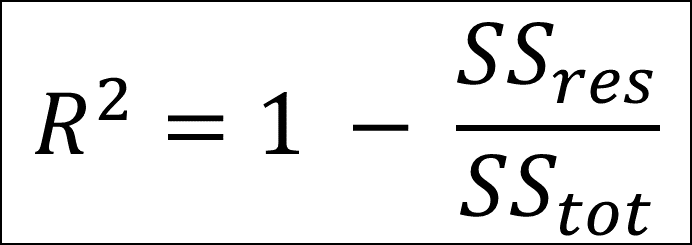 R² = 1 − SS_res / SS_tot